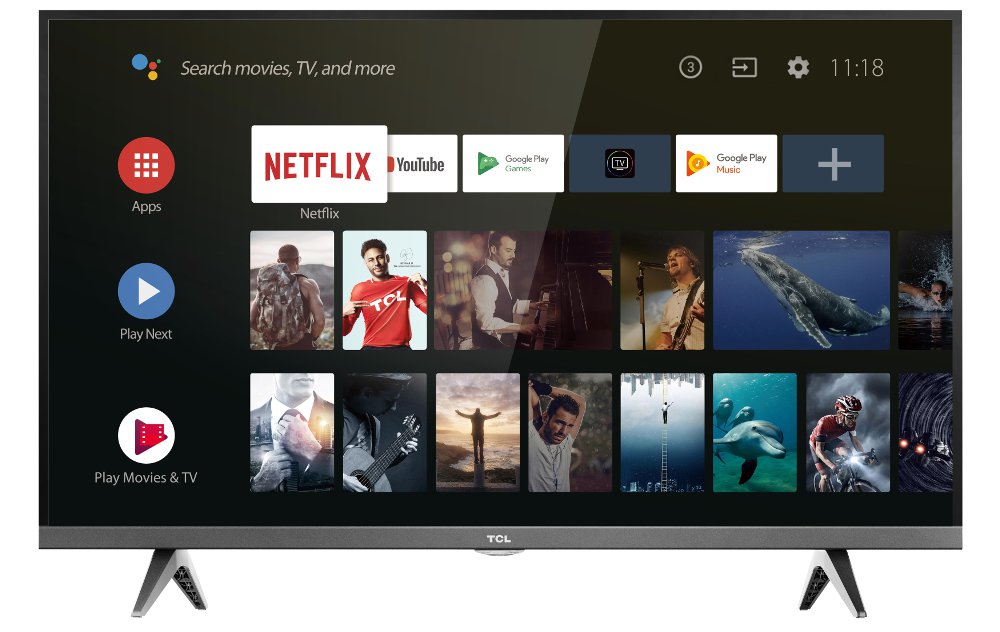 Search movies, TV, and more
3
11:18
Apps
NETFLIX
YouTube
Google Play
Games
TV
Google Play
Music
Netflix
Play Next
TCL
Play Movies & TV
TCL